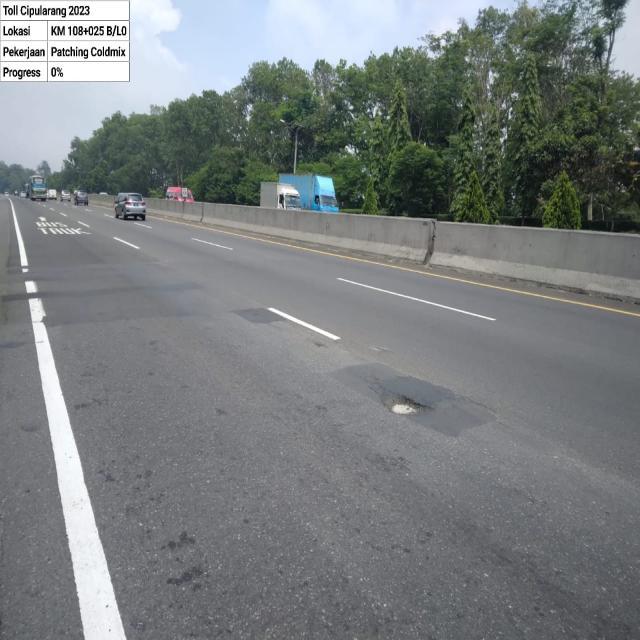 Toll Cipularang 2023
Lokasi KM 108+025 B/L0
Pekerjaan Patching Coldmix
Progress 0%